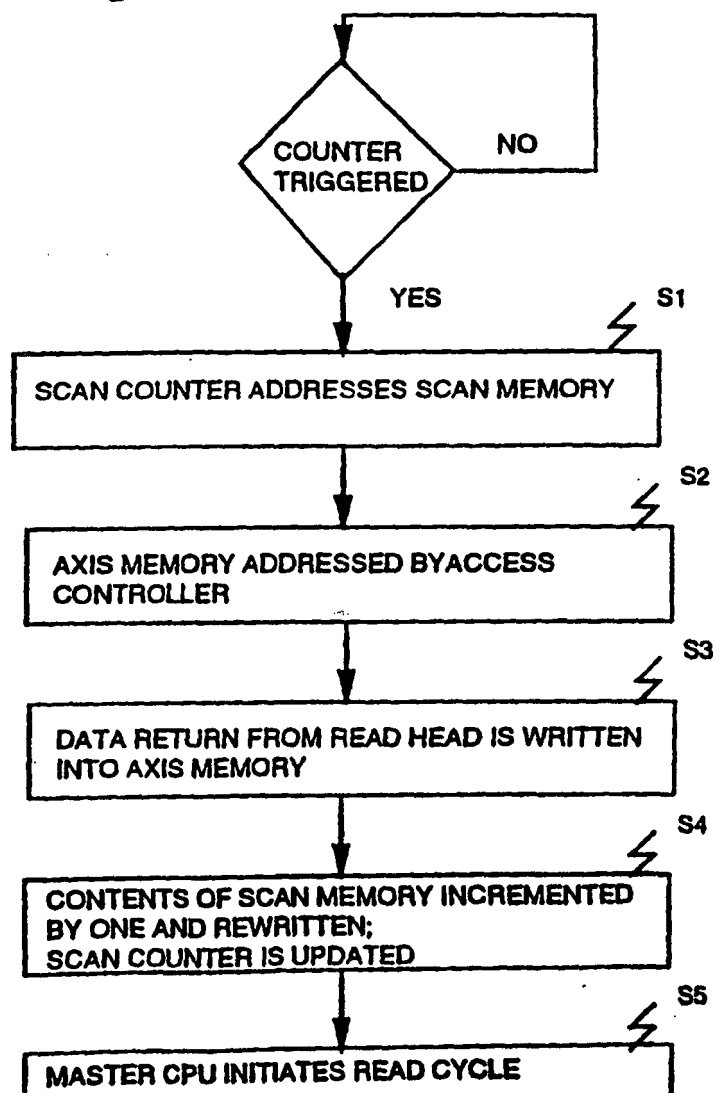 COUNTER
TRIGGERED
NO
YES
S1
SCAN COUNTER ADDRESSES SCAN MEMORY
S2
AXIS MEMORY ADDRESSED BYACCESS
CONTROLLER
S3
DATA RETURN FROM READ HEAD IS WRITTEN
INTO AXIS MEMORY
S4
CONTENTS OF SCAN MEMORY INCREMENTED
BY ONE AND REWRITTEN;
SCAN COUNTER IS UPDATED
S5
MASTER CPU INITIATES READ CYCLE